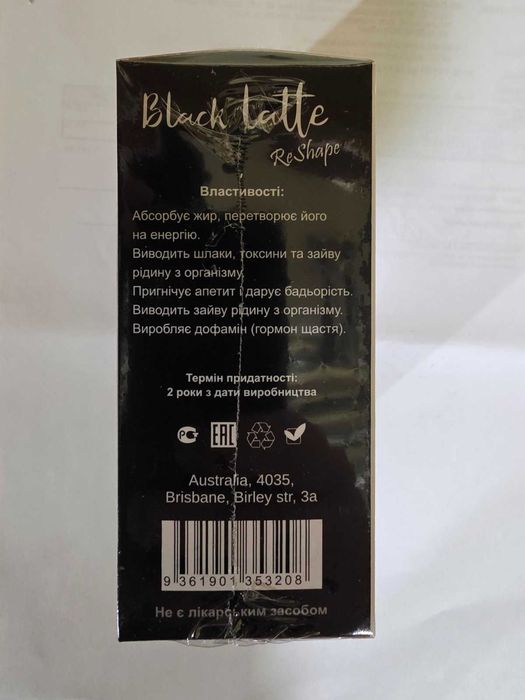 Black Latte
ReShape
Властивості:
Абсорбує жир, перетворює його
на енергію.
Виводить шлаки, токсини та зайву
рідину з організму.
Пригнічує апетит і дарує бадьорість.
Виводить зайву рідину з організму.
Виробляє дофамін (гормон щастя).
Термін придатності:
2 роки з дати виробництва
EAC
Australia, 4035,
Brisbane, Birley str, 3a
9 361901 353208
Не є лікарським засобом